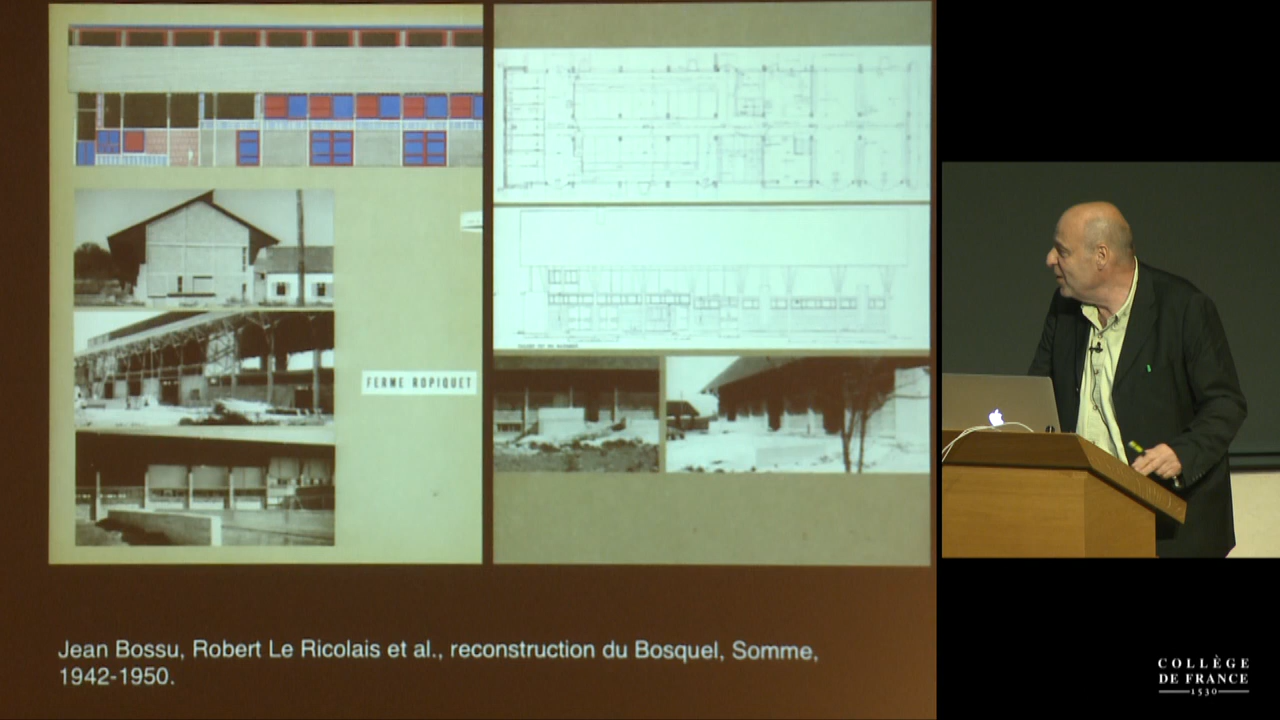 FERME ROPIQUET
Jean Bossu, Robert Le Ricolais et al., reconstruction du Bosquel, Somme,
1942-1950.
COLLÈGE
DE FRANCE
1530